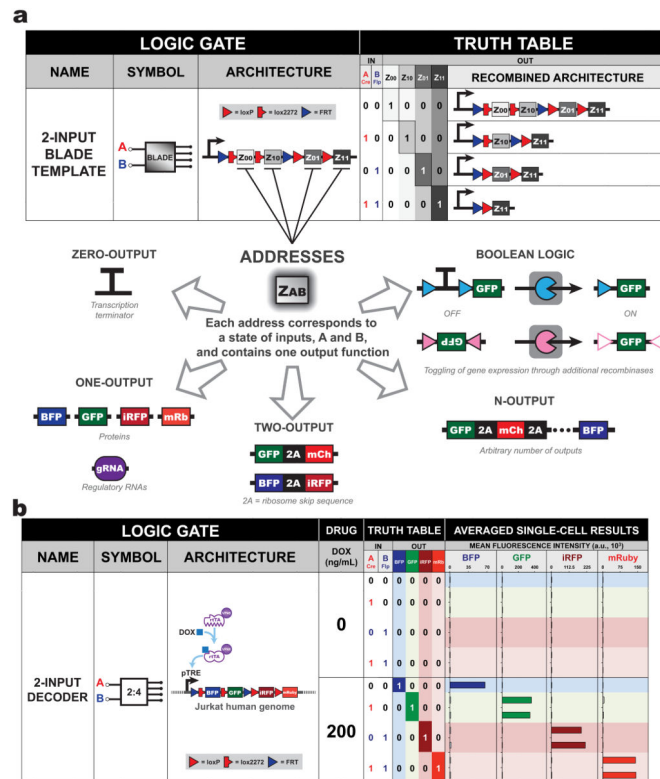 a
LOGIC GATE
TRUTH TABLE
NAME
SYMBOL
ARCHITECTURE
IN
OUT
A
Cre
B
Flp
Z00
Z10
Z01
Z11
RECOMBINED ARCHITECTURE
2-INPUT
BLADE
TEMPLATE
A
B
BLADE
= loxP = lox2272 = FRT
Z00 Z10 Z01 Z11
0 0 1 0 0 0
Z00 Z10 Z01 Z11
1 0 0 1 0 0
Z10 Z11
0 1 0 0 1 0
Z01 Z11
1 1 0 0 0 1
Z11
ADDRESSES
ZAB
Each address corresponds to
a state of inputs, A and B,
and contains one output function
ZERO-OUTPUT
Transcription
terminator
BOOLEAN LOGIC
GFP
GFP
OFF
ON
GFP
GFP
Toggling of gene expression through additional recombinases
ONE-OUTPUT
BFP GFP iRFP mRb
Proteins
gRNA
Regulatory RNAs
TWO-OUTPUT
GFP 2A mCh
BFP 2A iRFP
2A = ribosome skip sequence
N-OUTPUT
GFP 2A mCh 2A BFP
Arbitrary number of outputs
b
LOGIC GATE
DRUG
TRUTH TABLE
AVERAGED SINGLE-CELL RESULTS
NAME
SYMBOL
ARCHITECTURE
DOX
(ng/mL)
IN
OUT
A
Cre
B
Flp
BFP
GFP
iRFP
mRb
MEAN FLUORESCENCE INTENSITY (a.u., 10³)
BFP
GFP
iRFP
mRuby
0 35 70
0 200 400
0 112.5 225
0 75 150
2-INPUT
DECODER
A
B
2:4
DOX
rtTA
rtTA
pTRE
BFP GFP iRFP mRuby
Jurkat human genome
= loxP = lox2272 = FRT
0
0 0 0 0 0 0
1 0 0 0 0 0
0 1 0 0 0 0
1 1 0 0 0 0
200
0 0 1 0 0 0
1 0 0 1 0 0
0 1 0 0 1 0
1 1 0 0 0 1